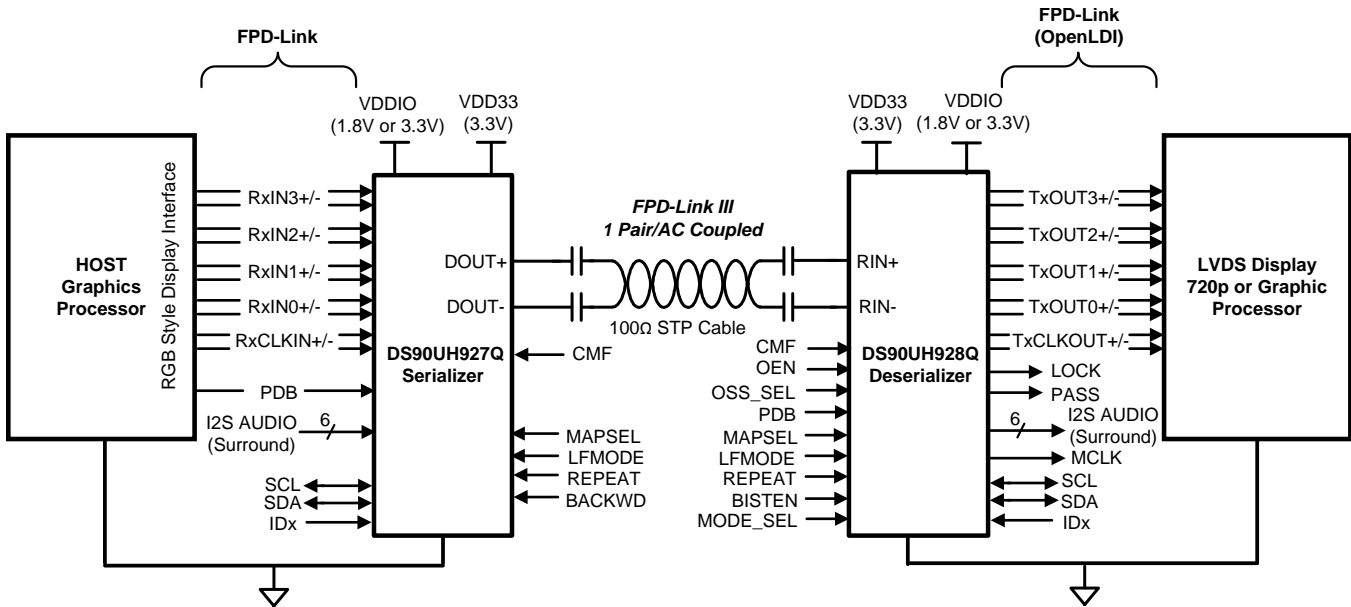 FPD-Link
FPD-Link
(OpenLDI)
VDDIO
(1.8V or 3.3V)
VDD33
(3.3V)
VDD33
(3.3V)
VDDIO
(1.8V or 3.3V)
HOST
Graphics
Processor
RGB Style Display Interface
RxIN3+/-
RxIN2+/-
RxIN1+/-
RxIN0+/-
RxCLKIN+/-
PDB
I2S AUDIO
(Surround)
6
SCL
SDA
IDx
DOUT+
DOUT-
DS90UH927Q
Serializer
CMF
MAPSEL
LFMODE
REPEAT
BACKWD
FPD-Link III
1 Pair/AC Coupled
100Ω STP Cable
RIN+
RIN-
DS90UH928Q
Deserializer
CMF
OEN
OSS_SEL
PDB
MAPSEL
LFMODE
REPEAT
BISTEN
MODE_SEL
TxOUT3+/-
TxOUT2+/-
TxOUT1+/-
TxOUT0+/-
TxCLKOUT+/-
LOCK
PASS
6
I2S AUDIO
(Surround)
MCLK
SCL
SDA
IDx
LVDS Display
720p or Graphic
Processor